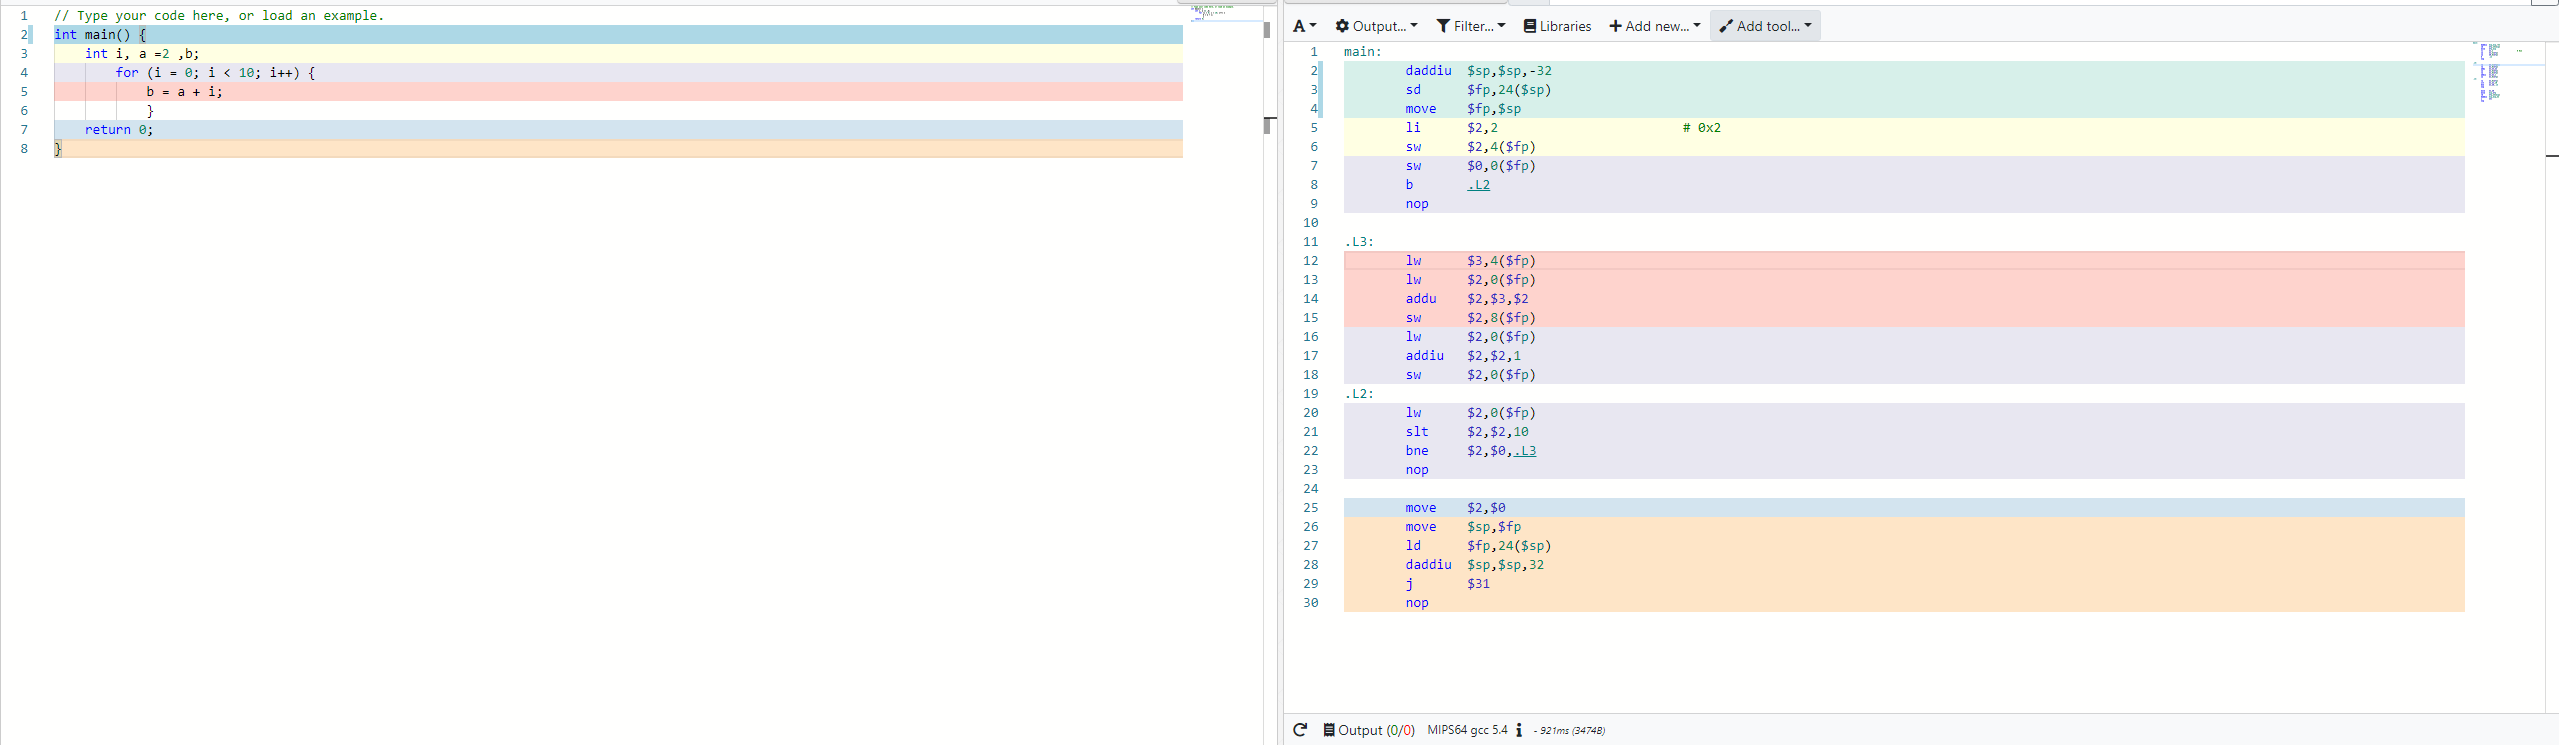 1 // Type your code here, or load an example.
2 int main() {
3 int i, a =2 ,b;
4 for (i = 0; i < 10; i++) {
5 b = a + i;
6 }
7 return 0;
8 }
A Output... Filter... Libraries Add new... Add tool...
1 main:
2 daddiu $sp,$sp,-32
3 sd $fp,24($sp)
4 move $fp,$sp
5 li $2,2 # 0x2
6 sw $2,4($fp)
7 sw $0,0($fp)
8 b .L2
9 nop
10
11 .L3:
12 lw $3,4($fp)
13 lw $2,0($fp)
14 addu $2,$3,$2
15 sw $2,8($fp)
16 lw $2,0($fp)
17 addiu $2,$2,1
18 sw $2,0($fp)
19 .L2:
20 lw $2,0($fp)
21 slt $2,$2,10
22 bne $2,$0,.L3
23 nop
24
25 move $2,$0
26 move $sp,$fp
27 ld $fp,24($sp)
28 daddiu $sp,$sp,32
29 j $31
30 nop
Output (0/0) MIPS64 gcc 5.4 i - 921ms (3474B)